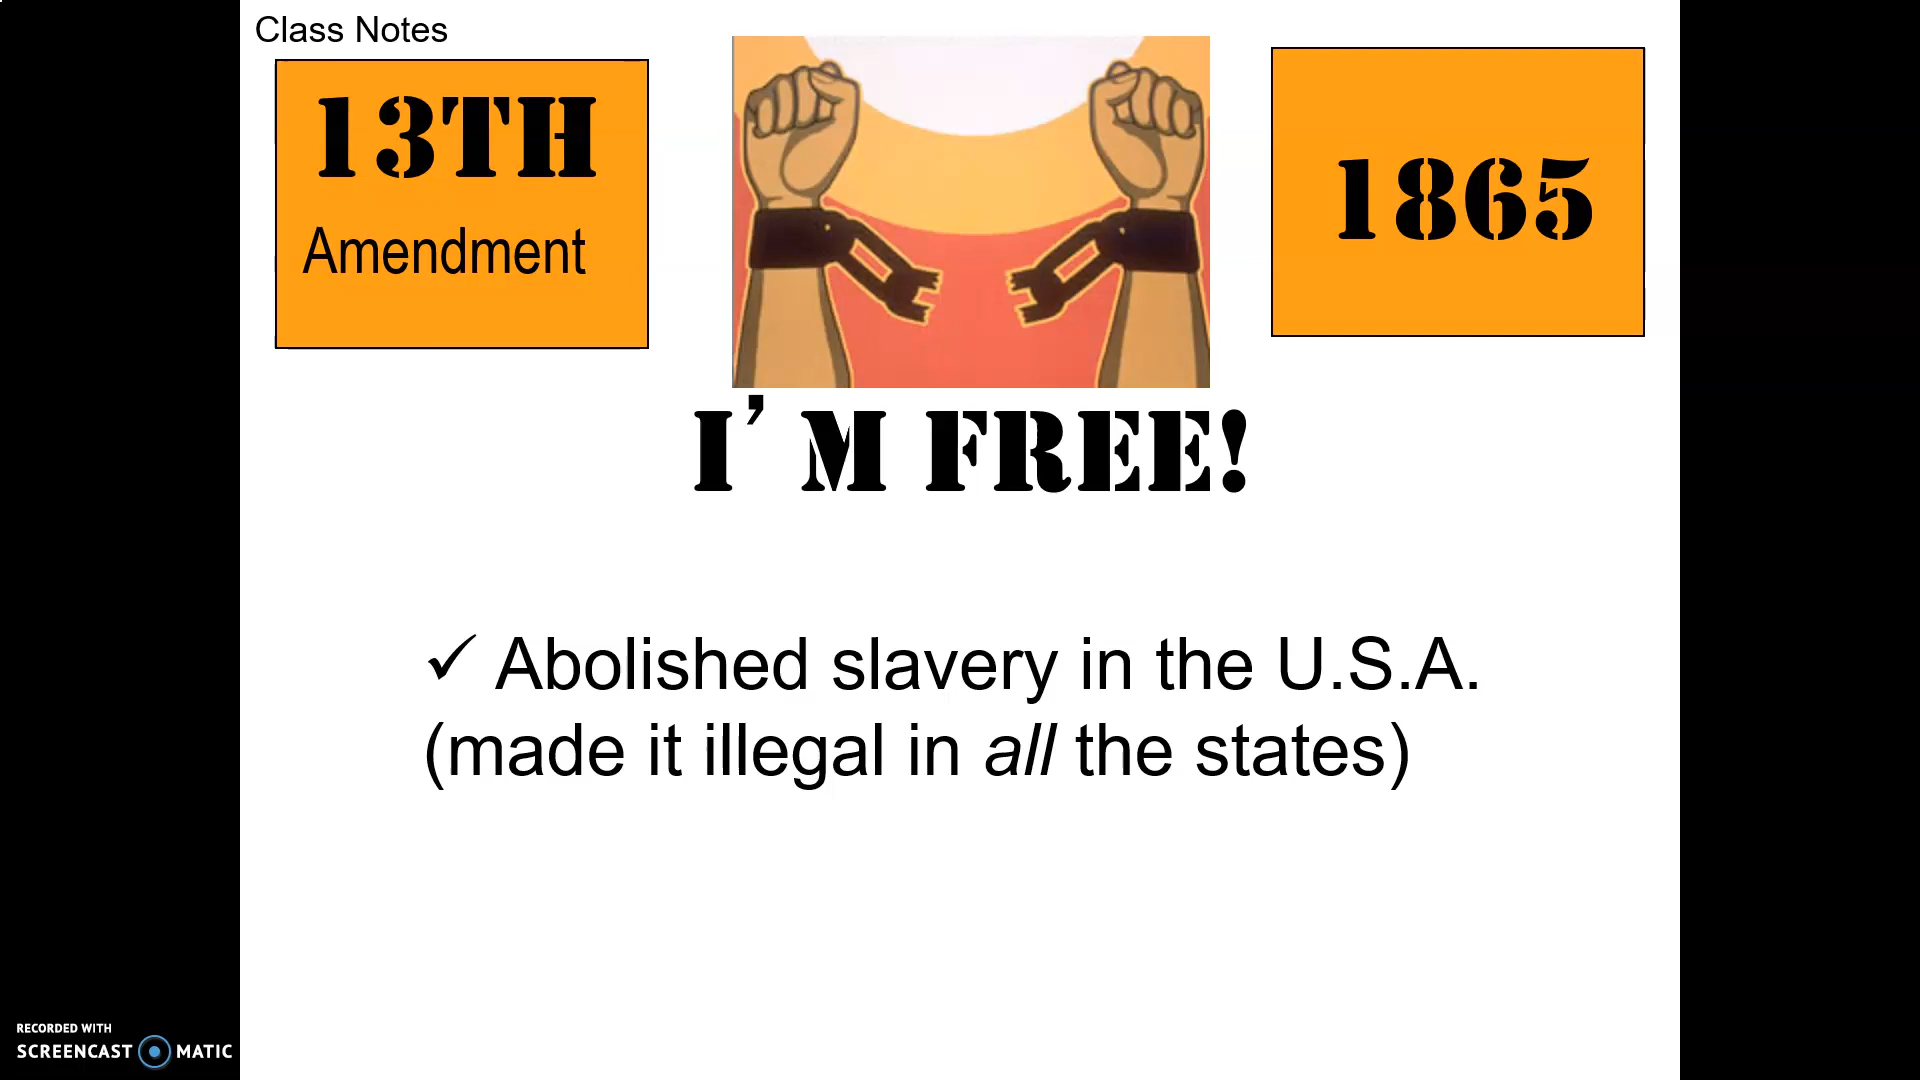 Class Notes
13TH
Amendment
1865
I’M FREE!
✓ Abolished slavery in the U.S.A.
(made it illegal in all the states)
RECORDED WITH
SCREENCAST MATIC